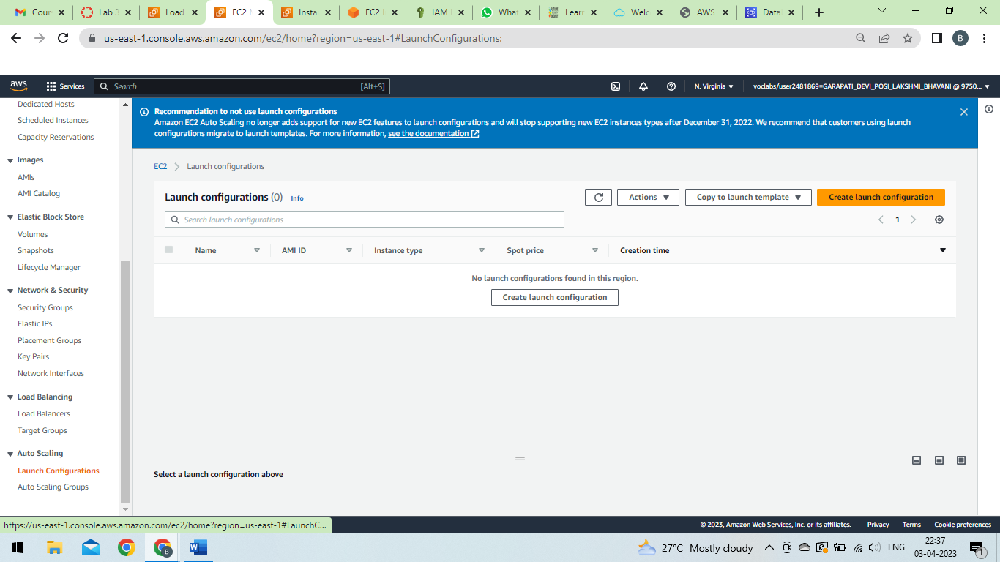 Cour
Lab 3
Load
EC2
Insta
EC2
IAM
What
Learn
Welc
AWS
Data
us-east-1.console.aws.amazon.com/ec2/home?region=us-east-1#LaunchConfigurations:
B
aws
Services
Search
[Alt+S]
N. Virginia
voclabs/user2481869=GARAPATI_DEVI_POSI_LAKSHMI_BHAVANI @ 9750...
Dedicated Hosts
Scheduled Instances
Capacity Reservations
Images
AMIs
AMI Catalog
Elastic Block Store
Volumes
Snapshots
Lifecycle Manager
Network & Security
Security Groups
Elastic IPs
Placement Groups
Key Pairs
Network Interfaces
Load Balancing
Load Balancers
Target Groups
Auto Scaling
Launch Configurations
Auto Scaling Groups
Recommendation to not use launch configurations
Amazon EC2 Auto Scaling no longer adds support for new EC2 features to launch configurations and will stop supporting new EC2 instances types after December 31, 2022. We recommend that customers using launch
configurations migrate to launch templates. For more information, see the documentation
EC2
Launch configurations
Launch configurations (0) Info
Actions
Copy to launch template
Create launch configuration
Search launch configurations
1
Name
AMI ID
Instance type
Spot price
Creation time
No launch configurations found in this region.
Create launch configuration
Select a launch configuration above
https://us-east-1.console.aws.amazon.com/ec2/home?region=us-east-1#LaunchC...
© 2023, Amazon Web Services, Inc. or its affiliates.
Privacy
Terms
Cookie preferences
B
W
27°C Mostly cloudy
ENG
22:37
03-04-2023
1